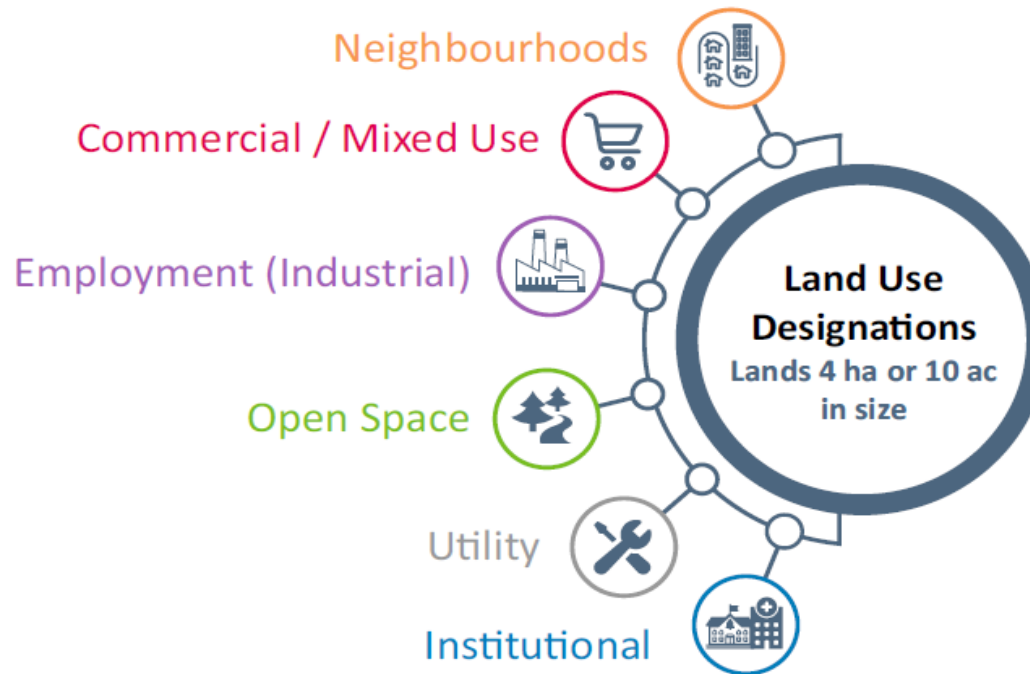 Neighbourhoods
Commercial / Mixed Use
Employment (Industrial)
Open Space
Utility
Institutional
Land Use
Designations
Lands 4 ha or 10 ac
in size